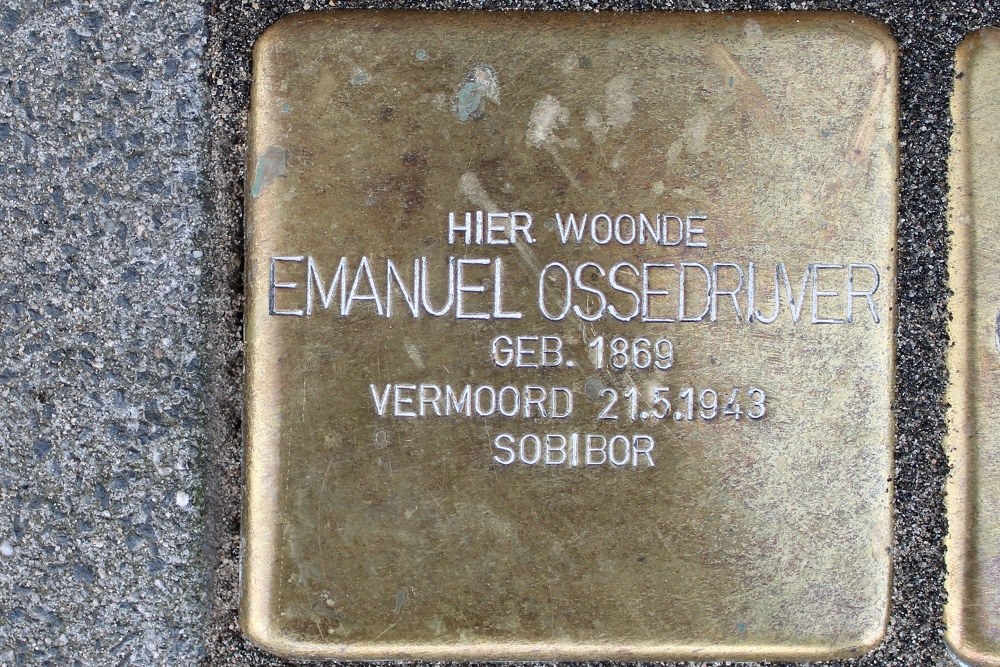 HIER WOONDE
EMANUEL OSSEDRIJVER
GEB. 1869
VERMOORD 21.5.1943
SOBIBOR